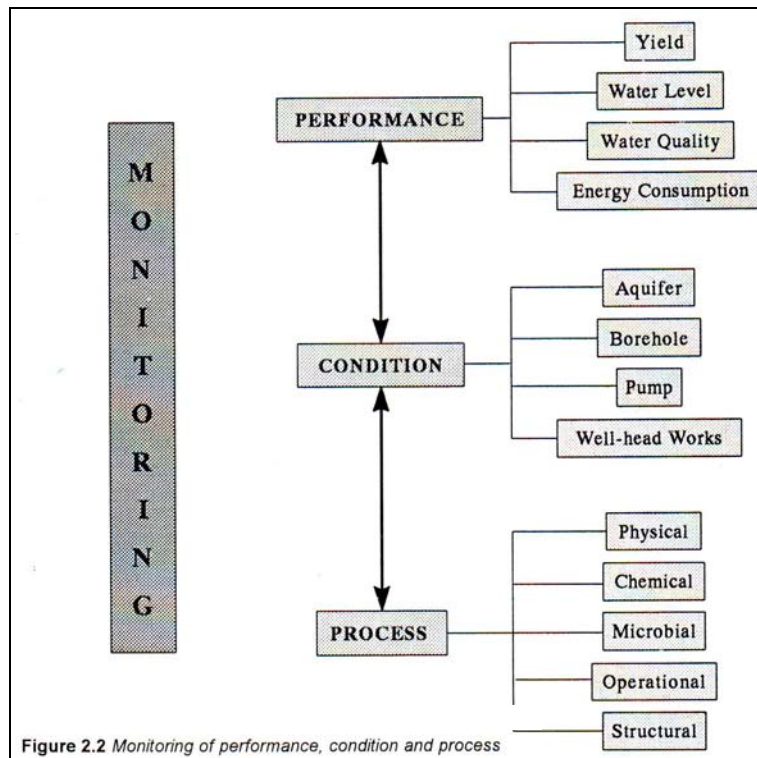 MONITORING
PERFORMANCE
Yield
Water Level
Water Quality
Energy Consumption
CONDITION
Aquifer
Borehole
Pump
Well-head Works
PROCESS
Physical
Chemical
Microbial
Operational
Structural
Figure 2.2 Monitoring of performance, condition and process